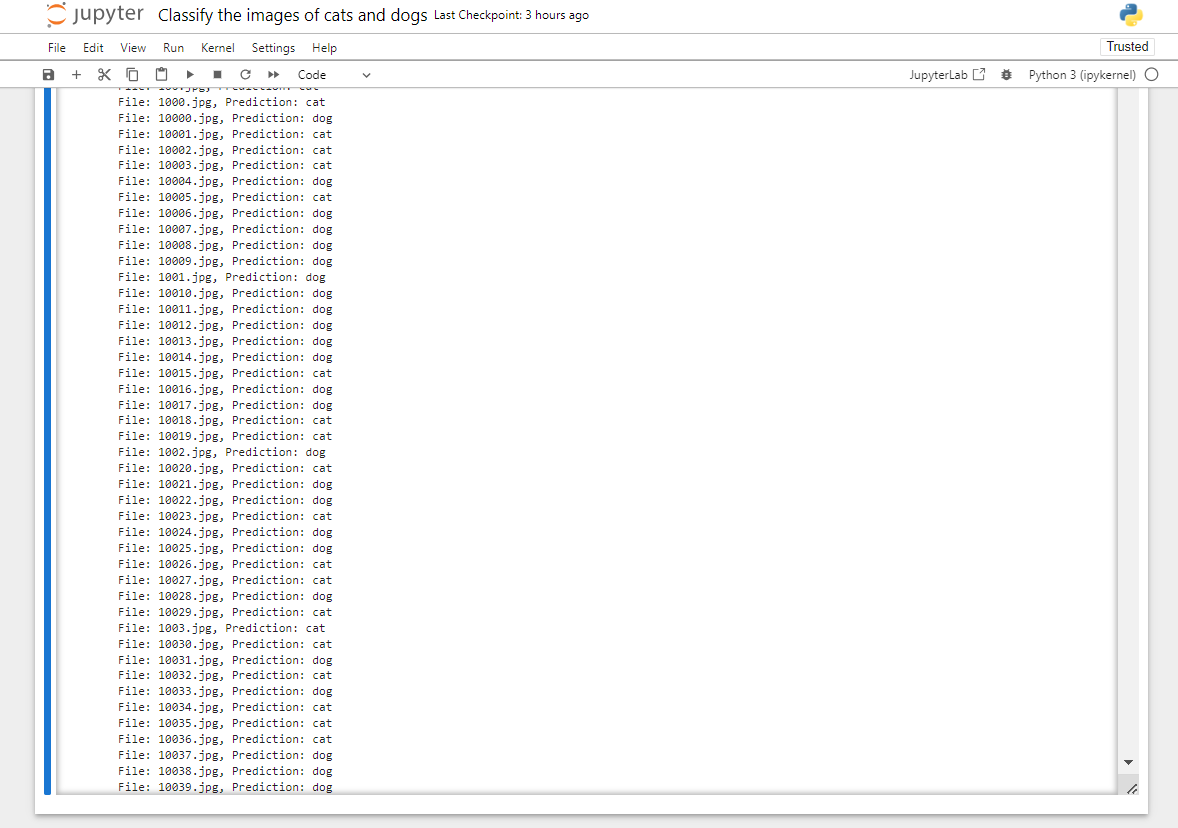 jupyter Classify the images of cats and dogs Last Checkpoint: 3 hours ago
File Edit View Run Kernel Settings Help Trusted
Code JupyterLab Python 3 (ipykernel)
File: 1000.jpg, Prediction: cat
File: 10000.jpg, Prediction: dog
File: 10001.jpg, Prediction: cat
File: 10002.jpg, Prediction: cat
File: 10003.jpg, Prediction: cat
File: 10004.jpg, Prediction: dog
File: 10005.jpg, Prediction: cat
File: 10006.jpg, Prediction: dog
File: 10007.jpg, Prediction: dog
File: 10008.jpg, Prediction: dog
File: 10009.jpg, Prediction: dog
File: 1001.jpg, Prediction: dog
File: 10010.jpg, Prediction: dog
File: 10011.jpg, Prediction: dog
File: 10012.jpg, Prediction: dog
File: 10013.jpg, Prediction: dog
File: 10014.jpg, Prediction: dog
File: 10015.jpg, Prediction: cat
File: 10016.jpg, Prediction: dog
File: 10017.jpg, Prediction: dog
File: 10018.jpg, Prediction: cat
File: 10019.jpg, Prediction: cat
File: 1002.jpg, Prediction: dog
File: 10020.jpg, Prediction: cat
File: 10021.jpg, Prediction: dog
File: 10022.jpg, Prediction: dog
File: 10023.jpg, Prediction: cat
File: 10024.jpg, Prediction: dog
File: 10025.jpg, Prediction: dog
File: 10026.jpg, Prediction: cat
File: 10027.jpg, Prediction: cat
File: 10028.jpg, Prediction: dog
File: 10029.jpg, Prediction: cat
File: 1003.jpg, Prediction: cat
File: 10030.jpg, Prediction: cat
File: 10031.jpg, Prediction: dog
File: 10032.jpg, Prediction: cat
File: 10033.jpg, Prediction: dog
File: 10034.jpg, Prediction: cat
File: 10035.jpg, Prediction: cat
File: 10036.jpg, Prediction: cat
File: 10037.jpg, Prediction: dog
File: 10038.jpg, Prediction: dog
File: 10039.jpg, Prediction: dog